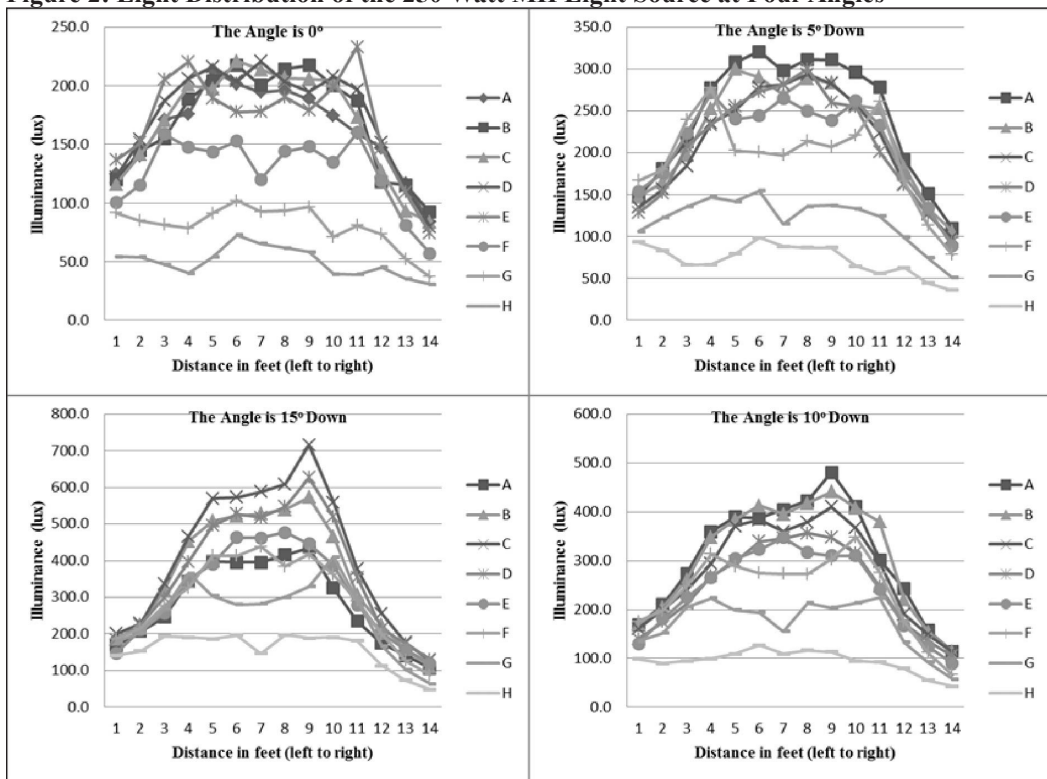 Figure 2: Light Distribution of the 250-Watt MH Light Source at Four Angles
The Angle is 0°
250.0
200.0
150.0
100.0
50.0
0.0
Illuminance (lux)
1 2 3 4 5 6 7 8 9 10 11 12 13 14
Distance in feet (left to right)
A
B
C
D
E
F
G
H
The Angle is 5° Down
350.0
300.0
250.0
200.0
150.0
100.0
50.0
0.0
Illuminance (lux)
1 2 3 4 5 6 7 8 9 10 11 12 13 14
Distance in feet (left to right)
A
B
C
D
E
F
G
H
The Angle is 15° Down
800.0
700.0
600.0
500.0
400.0
300.0
200.0
100.0
0.0
Illuminance (lux)
1 2 3 4 5 6 7 8 9 10 11 12 13 14
Distance in feet (left to right)
A
B
C
D
E
F
G
H
The Angle is 10° Down
600.0
500.0
400.0
300.0
200.0
100.0
0.0
Illuminance (lux)
1 2 3 4 5 6 7 8 9 10 11 12 13 14
Distance in feet (left to right)
A
B
C
D
E
F
G
H